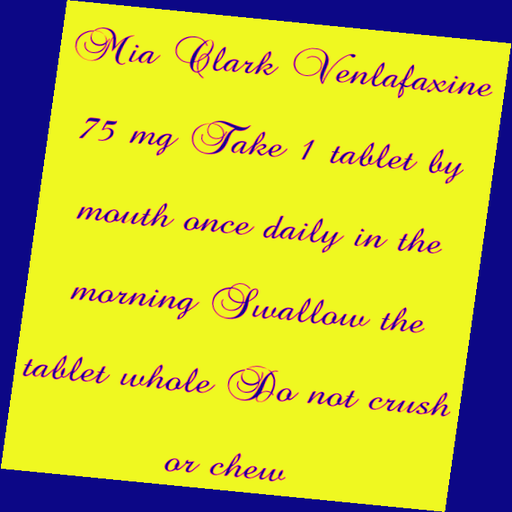 Mia Clark Venlafaxine
75 mg Take 1 tablet by
mouth once daily in the
morning Swallow the
tablet whole Do not crush
or chew